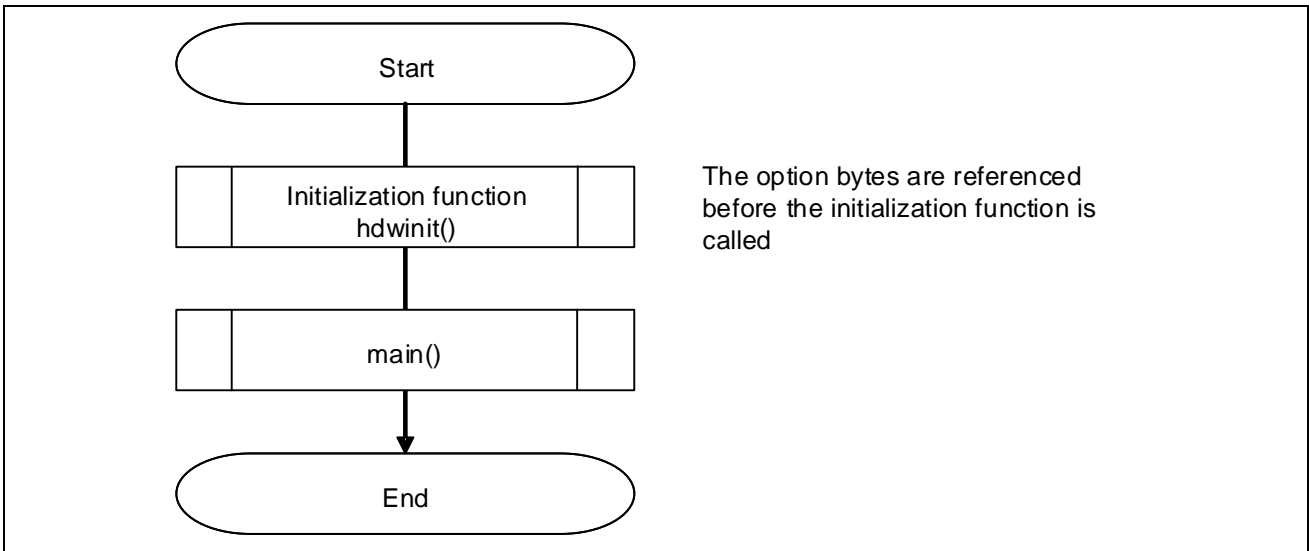 Start
Initialization function
hdwinit()
The option bytes are referenced
before the initialization function is
called
main()
End